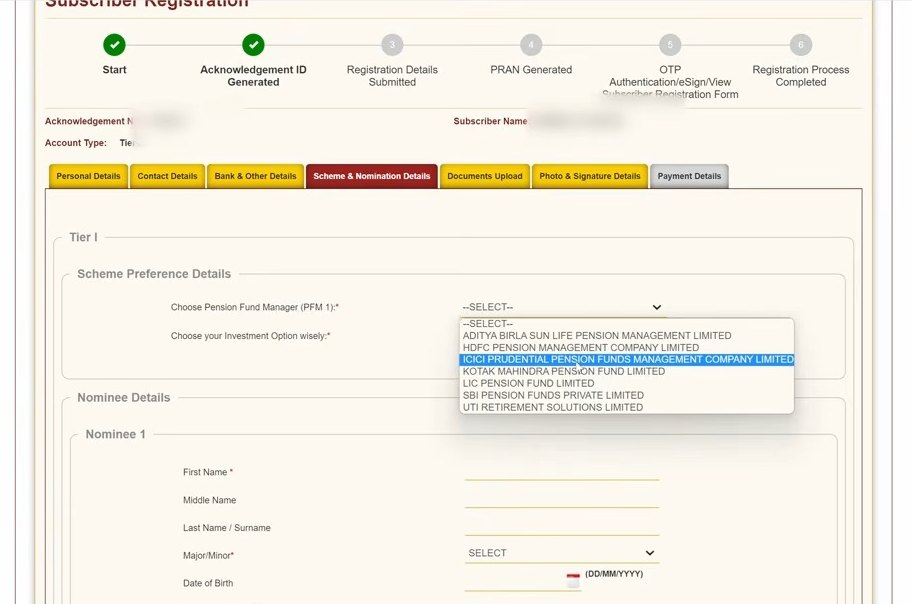 Subscriber Registration
3
4
5
6
Start
Acknowledgement ID
Generated
Registration Details
Submitted
PRAN Generated
OTP
Authentication/eSign/View
Subscriber Registration Form
Registration Process
Completed
Acknowledgement
Subscriber Name
Account Type:
Personal Details
Contact Details
Bank & Other Details
Scheme & Nomination Details
Documents Upload
Photo & Signature Details
Payment Details
Tier I
Scheme Preference Details
Choose Pension Fund Manager (PFM 1):*
--SELECT--
Choose your Investment Option wisely:*
--SELECT--
ADITYA BIRLA SUN LIFE PENSION MANAGEMENT LIMITED
HDFC PENSION MANAGEMENT COMPANY LIMITED
ICICI PRUDENTIAL PENSION FUNDS MANAGEMENT COMPANY LIMITED
KOTAK MAHINDRA PENSION FUND LIMITED
LIC PENSION FUND LIMITED
SBI PENSION FUNDS PRIVATE LIMITED
UTI RETIREMENT SOLUTIONS LIMITED
Nominee Details
Nominee 1
First Name *
Middle Name
Last Name / Surname
Major/Minor*
SELECT
Date of Birth
(DD/MM/YYYY)